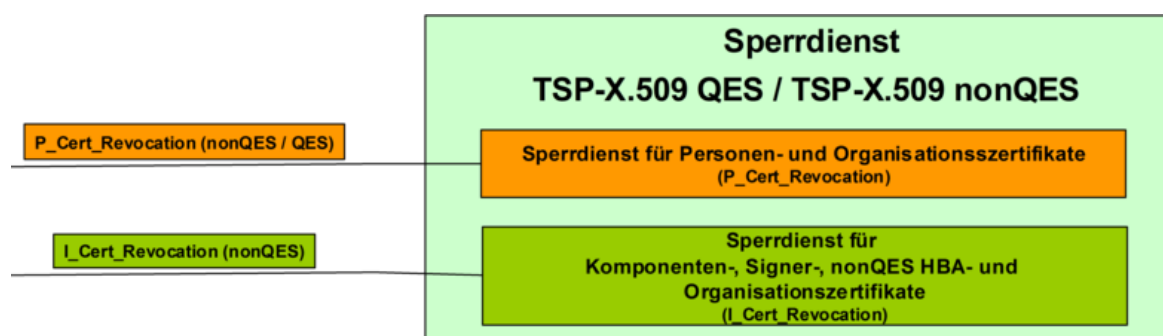 Sperrdienst
TSP-X.509 QES / TSP-X.509 nonQES
P_Cert_Revocation (nonQES / QES)
Sperrdienst für Personen- und Organisationsszertifikate
(P_Cert_Revocation)
I_Cert_Revocation (nonQES)
Sperrdienst für
Komponenten-, Signer-, nonQES HBA- und
Organisationszertifikate
(I_Cert_Revocation)